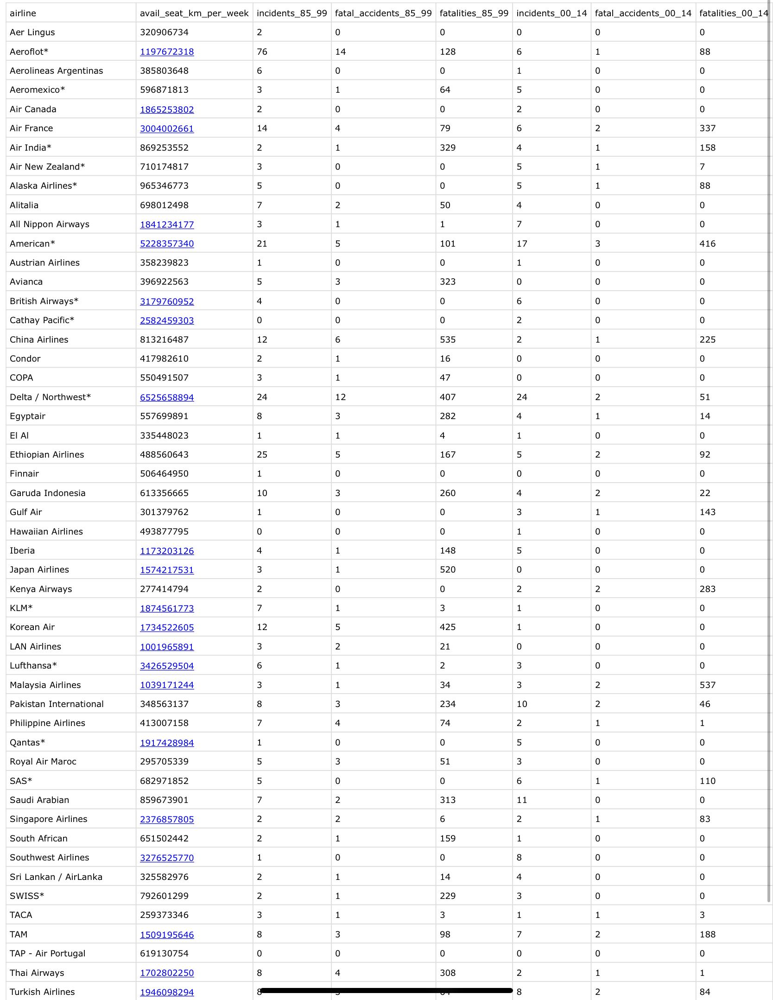 airline avail_seat_km_per_week incidents_85_99 fatal_accidents_85_99 fatalities_85_99 incidents_00_14 fatal_accidents_00_14 fatalities_00_14
Aer Lingus 320906734 2 0 0 0 0 0
Aeroflot* 1197672318 76 14 128 6 1 88
Aerolineas Argentinas 385803648 6 0 0 1 0 0
Aeromexico* 596871813 3 1 64 5 0 0
Air Canada 1865253802 2 0 0 2 0 0
Air France 3004002661 14 4 79 6 2 337
Air India* 869253552 2 1 329 4 1 158
Air New Zealand* 710174817 3 0 0 5 1 7
Alaska Airlines* 965346773 5 0 0 5 1 88
Alitalia 698012498 7 2 50 4 0 0
All Nippon Airways 1841234177 3 1 1 7 0 0
American* 5228357340 21 5 101 17 3 416
Austrian Airlines 358239823 1 0 0 1 0 0
Avianca 396922563 5 3 323 0 0 0
British Airways* 3179760952 4 0 0 6 0 0
Cathay Pacific* 2582459303 0 0 0 2 0 0
China Airlines 813216487 12 6 535 2 1 225
Condor 417982610 2 1 16 0 0 0
COPA 550491507 3 1 47 0 0 0
Delta / Northwest* 6525658894 24 12 407 24 2 51
Egyptair 557699891 8 3 282 4 1 14
El Al 335448023 1 1 4 1 0 0
Ethiopian Airlines 488560643 25 5 167 5 2 92
Finnair 506464950 1 0 0 0 0 0
Garuda Indonesia 613356665 10 3 260 4 2 22
Gulf Air 301379762 1 0 0 3 1 143
Hawaiian Airlines 493877795 0 0 0 1 0 0
Iberia 1173203126 4 1 148 5 0 0
Japan Airlines 1574217531 3 1 520 0 0 0
Kenya Airways 277414794 2 0 0 2 2 283
KLM* 1874561773 7 1 3 1 0 0
Korean Air 1734522605 12 5 425 1 0 0
LAN Airlines 1001965891 3 2 21 0 0 0
Lufthansa* 3426529504 6 1 2 3 0 0
Malaysia Airlines 1039171244 3 1 34 3 2 537
Pakistan International 348563137 8 3 234 10 2 46
Philippine Airlines 413007158 7 4 74 2 1 1
Qantas* 1917428984 1 0 0 5 0 0
Royal Air Maroc 295705339 5 3 51 3 0 0
SAS* 682971852 5 0 0 6 1 110
Saudi Arabian 859673901 7 2 313 11 0 0
Singapore Airlines 2376857805 2 2 6 2 1 83
South African 651502442 2 1 159 1 0 0
Southwest Airlines 3276525770 1 0 0 8 0 0
Sri Lankan / AirLanka 325582976 2 1 14 4 0 0
SWISS* 792601299 2 1 229 3 0 0
TACA 259373346 3 1 3 1 1 3
TAM 1509195646 8 3 98 7 2 188
TAP - Air Portugal 619130754 0 0 0 0 0 0
Thai Airways 1702802250 8 4 308 2 1 1
Turkish Airlines 1946098294 8 8 2 84